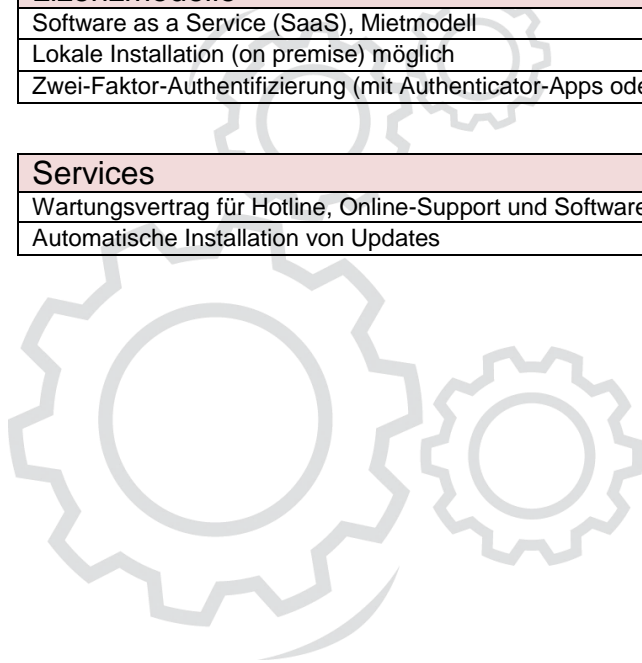 Lizenzmodelle
Software as a Service (SaaS), Mietmodell
Lokale Installation (on premise) möglich
Zwei-Faktor-Authentifizierung (mit Authenticator-Apps
Services
Wartungsvertrag für Hotline, Online-Support und Software
Automatische Installation von Updates